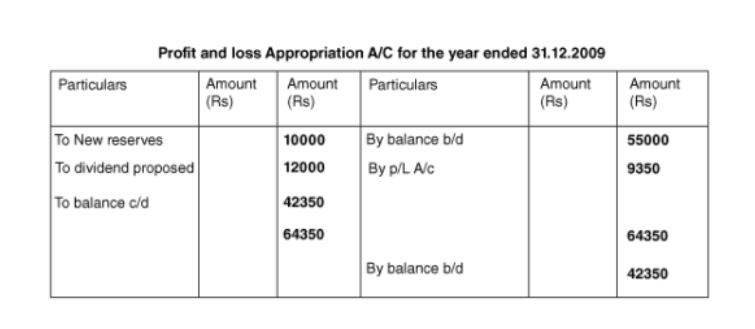 Profit and loss Appropriation A/C for the year ended 31.12.2009
Particulars Amount (Rs) Amount (Rs) Particulars Amount (Rs) Amount (Rs)
To New reserves 10000 By balance b/d 55000
To dividend proposed 12000 By p/L A/c 9350
To balance c/d 42350
64350 64350
By balance b/d 42350